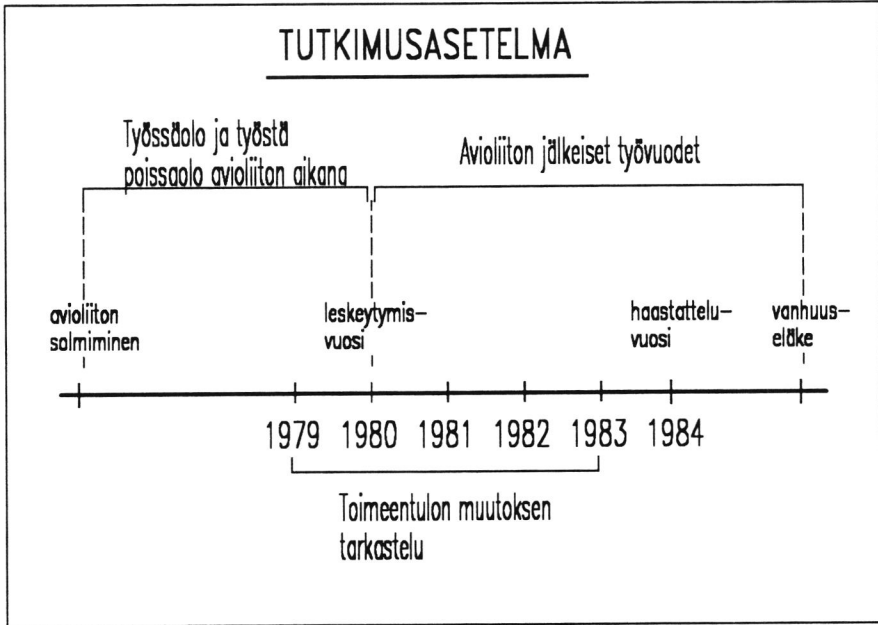 TUTKIMUSASETELMA
Työssäolo ja työstä
poissaolo avioliiton aikana
Avioliiton jälkeiset työvuodet
avioliiton
solmiminen
leskeytymis-
vuosi
haastattelu-
vuosi
vanhuus-
eläke
1979 1980 1981 1982 1983 1984
Toimeentulon muutoksen
tarkastelu